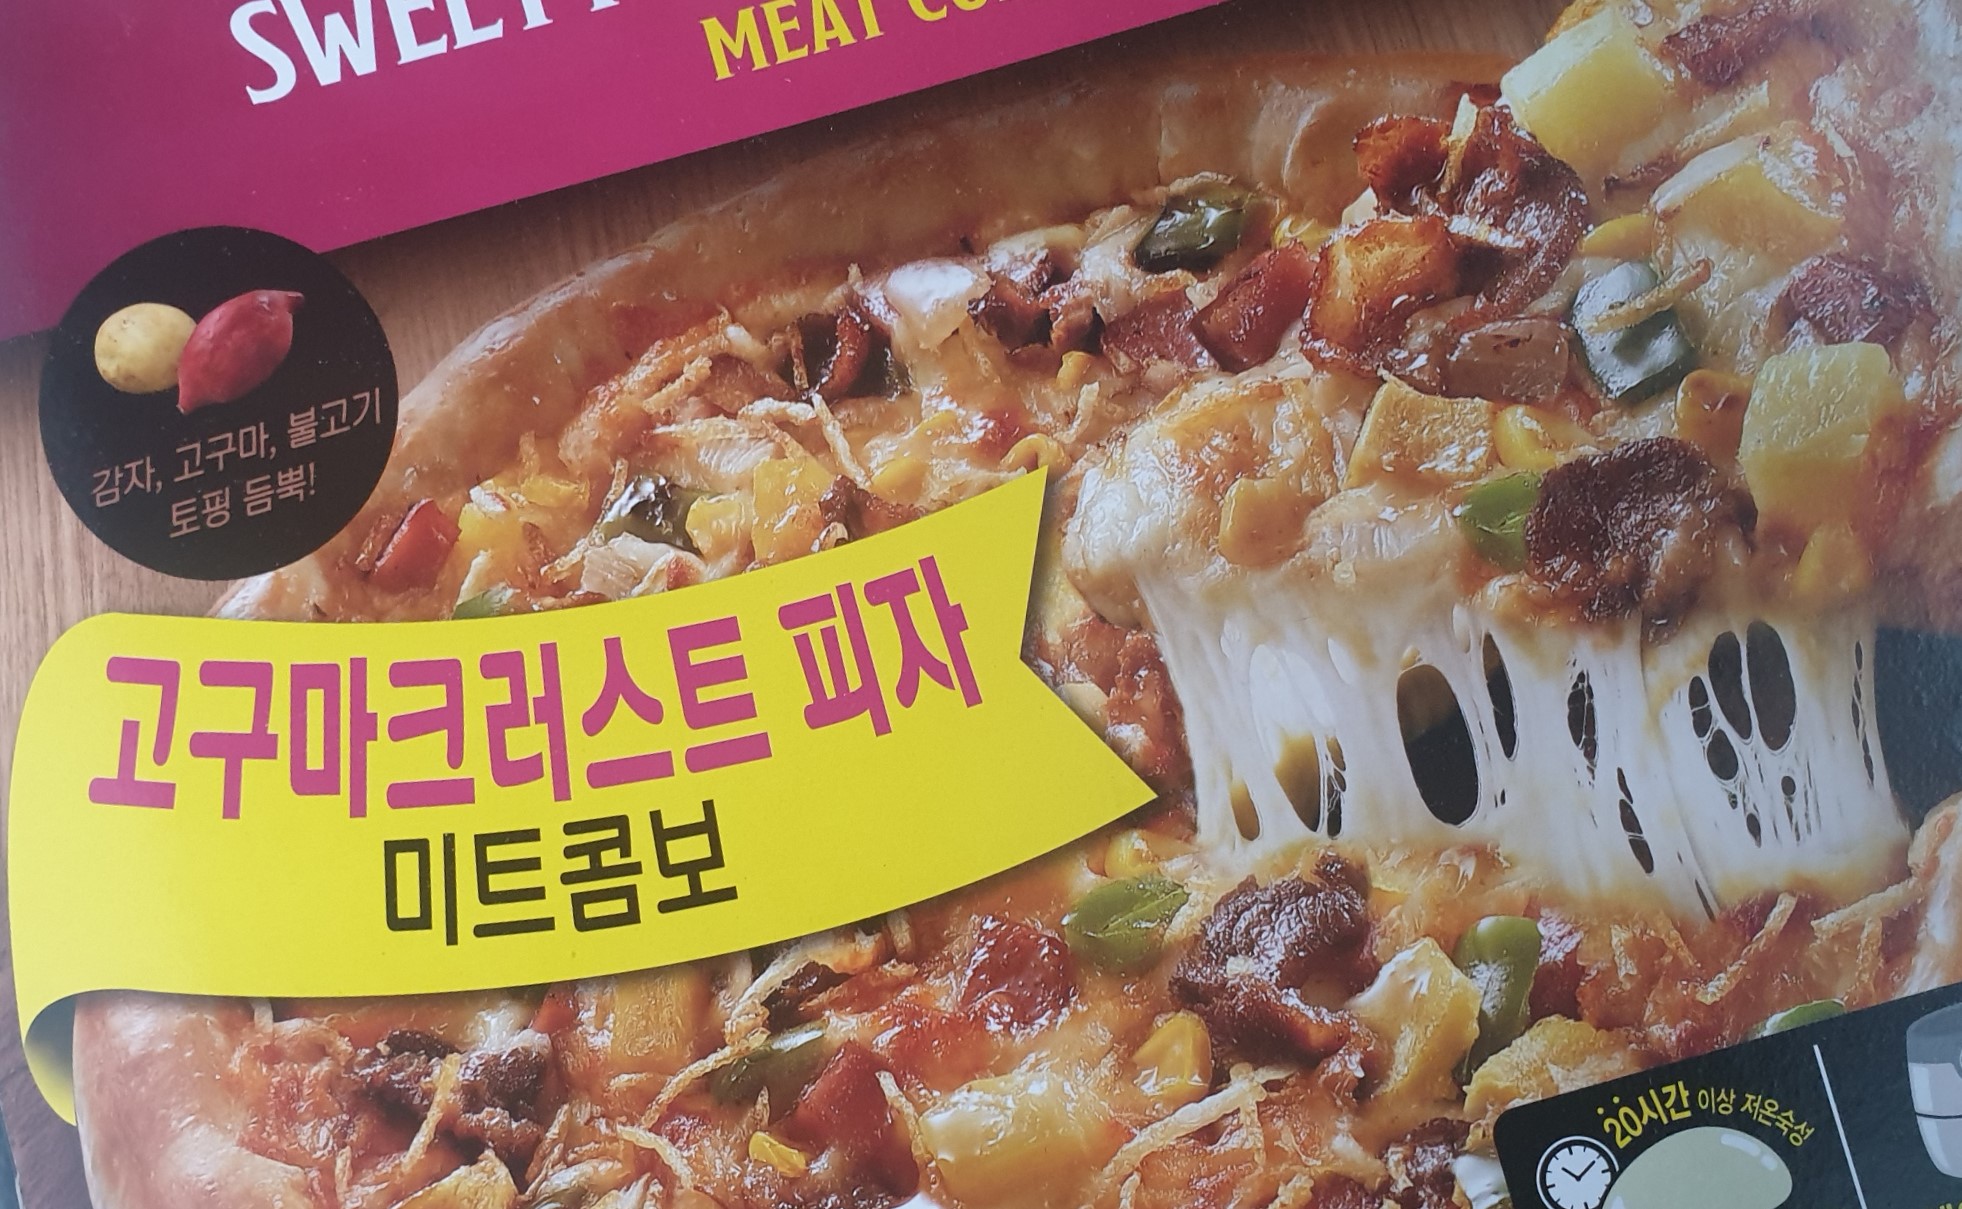 SWEET
MEAT
감자, 고구마, 불고기
토핑 듬뿍!
고구마크러스트 피자
미트콤보
20시간 이상 저온숙성